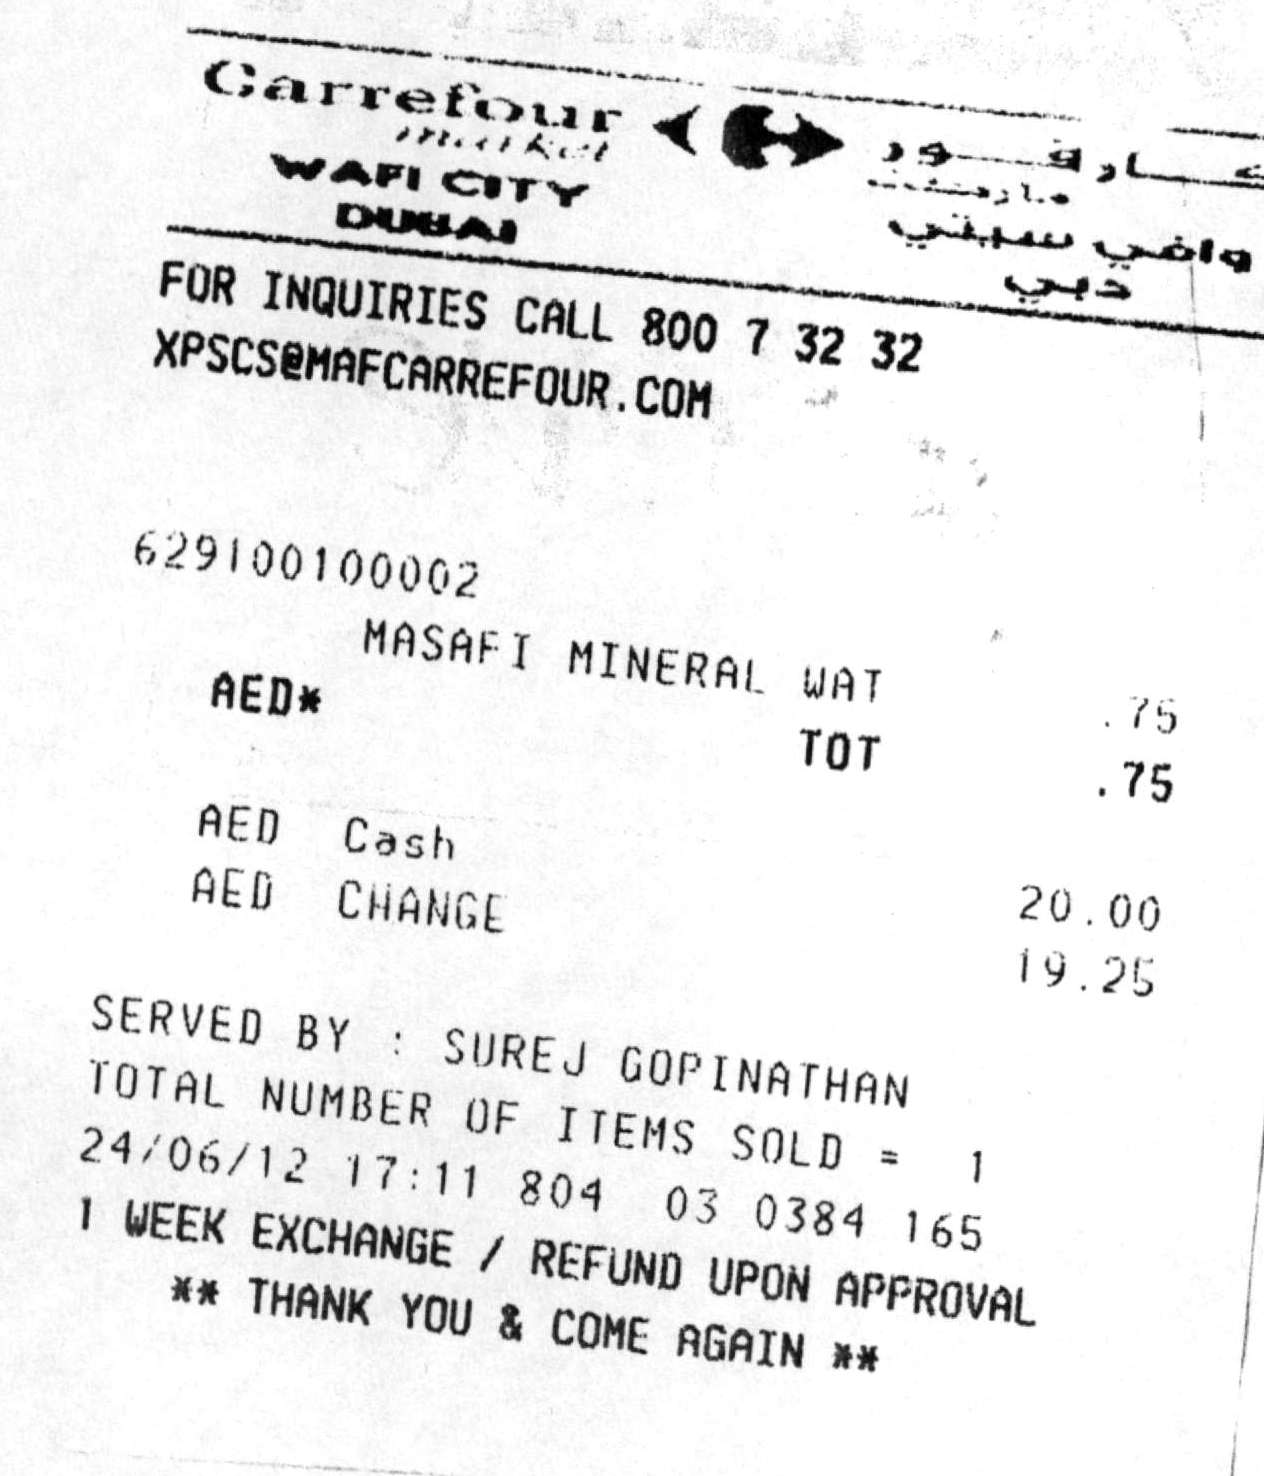 Carrefour
market
WAFI CITY
DUBAI
كارفور
ماركت
وافي سيتي
دبي
FOR INQUIRIES CALL 800 7 32 32
XPSCS@MAFCARREFOUR.COM
629100100002
MASAFI MINERAL WAT .75
AED* TOT .75
AED Cash 20.00
AED CHANGE 19.25
SERVED BY : SUREJ GOPINATHAN
TOTAL NUMBER OF ITEMS SOLD = 1
24/06/12 17:11 804 03 0384 165
1 WEEK EXCHANGE / REFUND UPON APPROVAL
** THANK YOU & COME AGAIN **